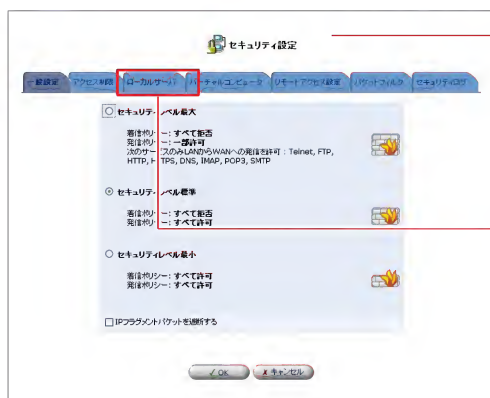 セキュリティ設定
一般設定 アクセス制限 ローカルサーバ バーチャルコンピュータ リモートアクセス設定 パケットフィルタ セキュリティログ
セキュリティレベル最大
着信ポリシー: すべて拒否
発信ポリシー: 一部許可
次のサービスのみLANからWANへの発信を許可 : Telnet, FTP,
HTTP, HTTPS, DNS, IMAP, POP3, SMTP
セキュリティレベル標準
着信ポリシー: すべて拒否
発信ポリシー: すべて許可
セキュリティレベル最小
着信ポリシー: すべて許可
発信ポリシー: すべて許可
IPフラグメントパケットを遮断する
OK キャンセル